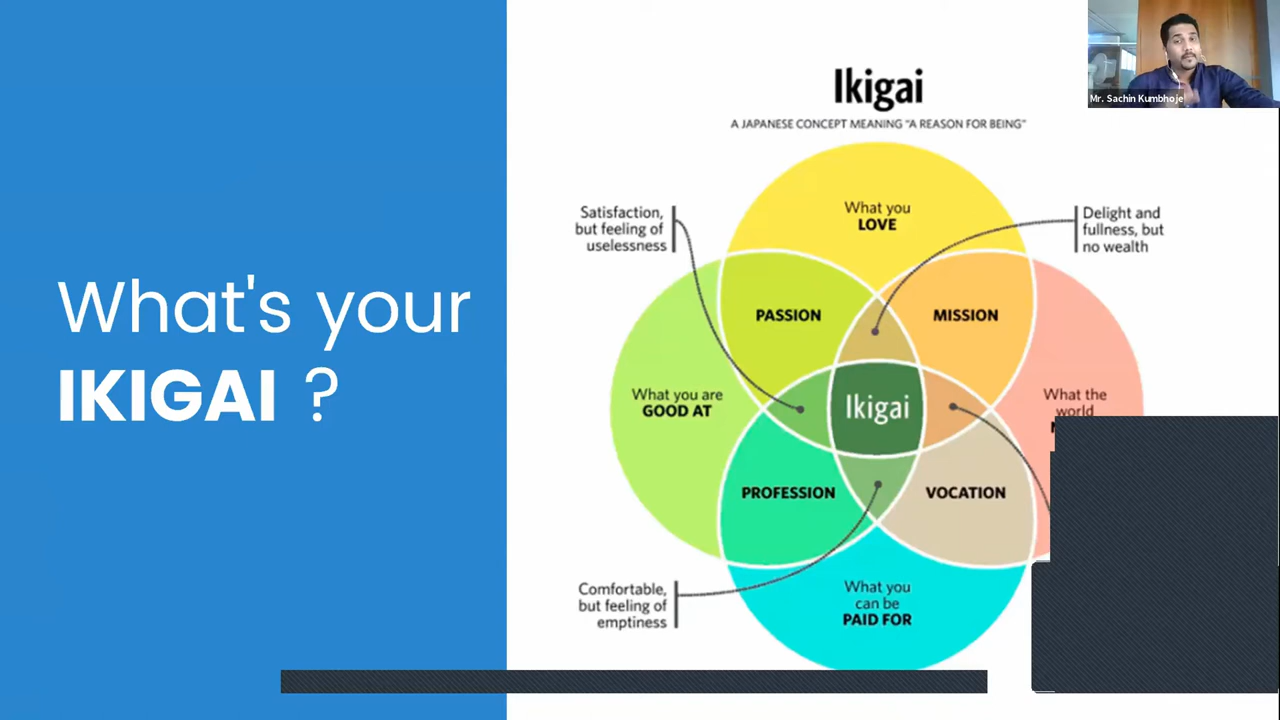 What's your
IKIGAI ?
Ikigai
A JAPANESE CONCEPT MEANING "A REASON FOR BEING"
What you
LOVE
Satisfaction,
but feeling of
uselessness
Delight and
fullness, but
no wealth
PASSION
MISSION
What you are
GOOD AT
Ikigai
What the
world
PROFESSION
VOCATION
Comfortable,
but feeling of
emptiness
What you
can be
PAID FOR
Mr. Sachin Kumbhoje